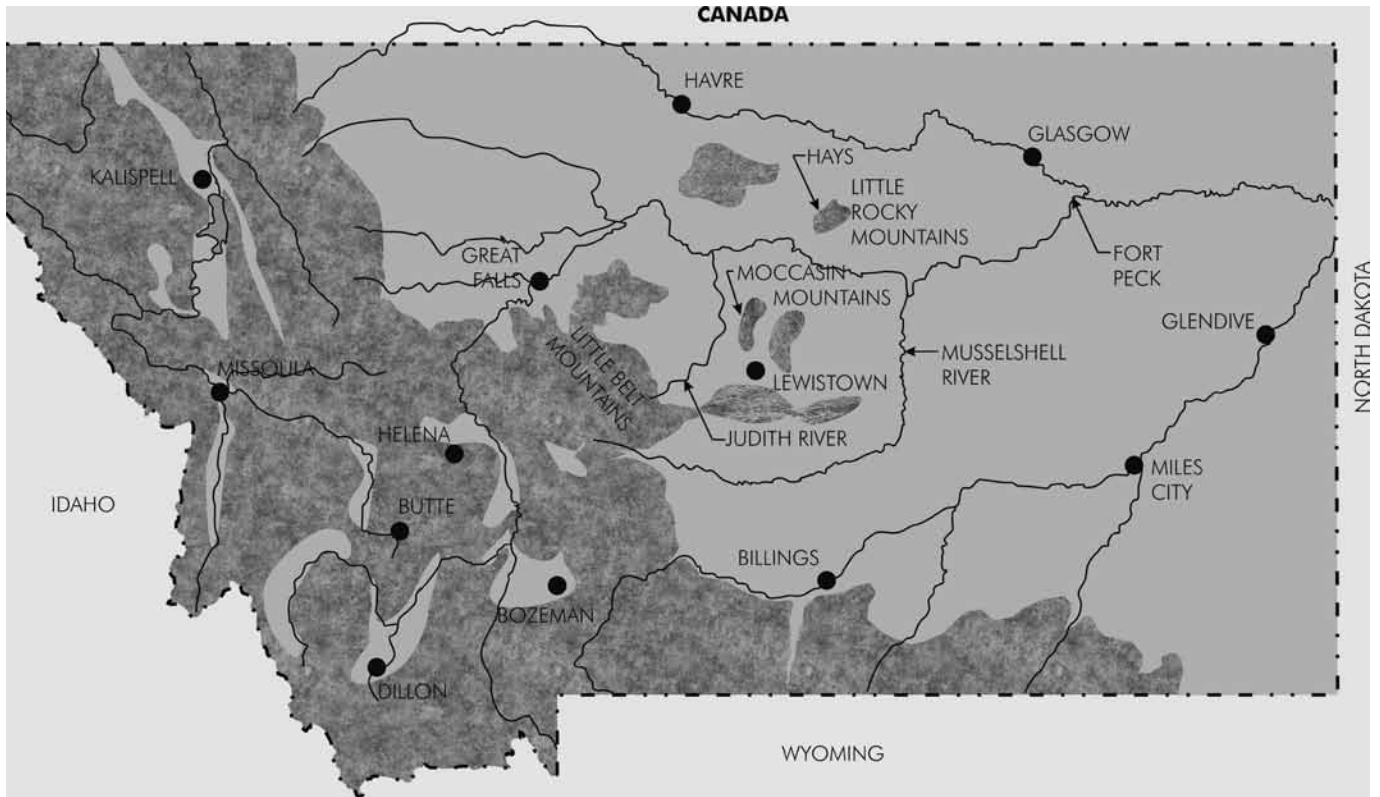 CANADA
HAVRE
GLASGOW
HAYS
KALISPELL
LITTLE
ROCKY
MOUNTAINS
GREAT
FALLS
FORT
PECK
MOCCASIN
MOUNTAINS
GLENDIVE
NORTH DAKOTA
LITTLE BELT
MOUNTAINS
MUSSELSHELL
RIVER
MISSOULA
LEWISTOWN
HELENA
JUDITH RIVER
MILES
CITY
IDAHO
BUTTE
BILLINGS
BOZEMAN
DILLON
WYOMING